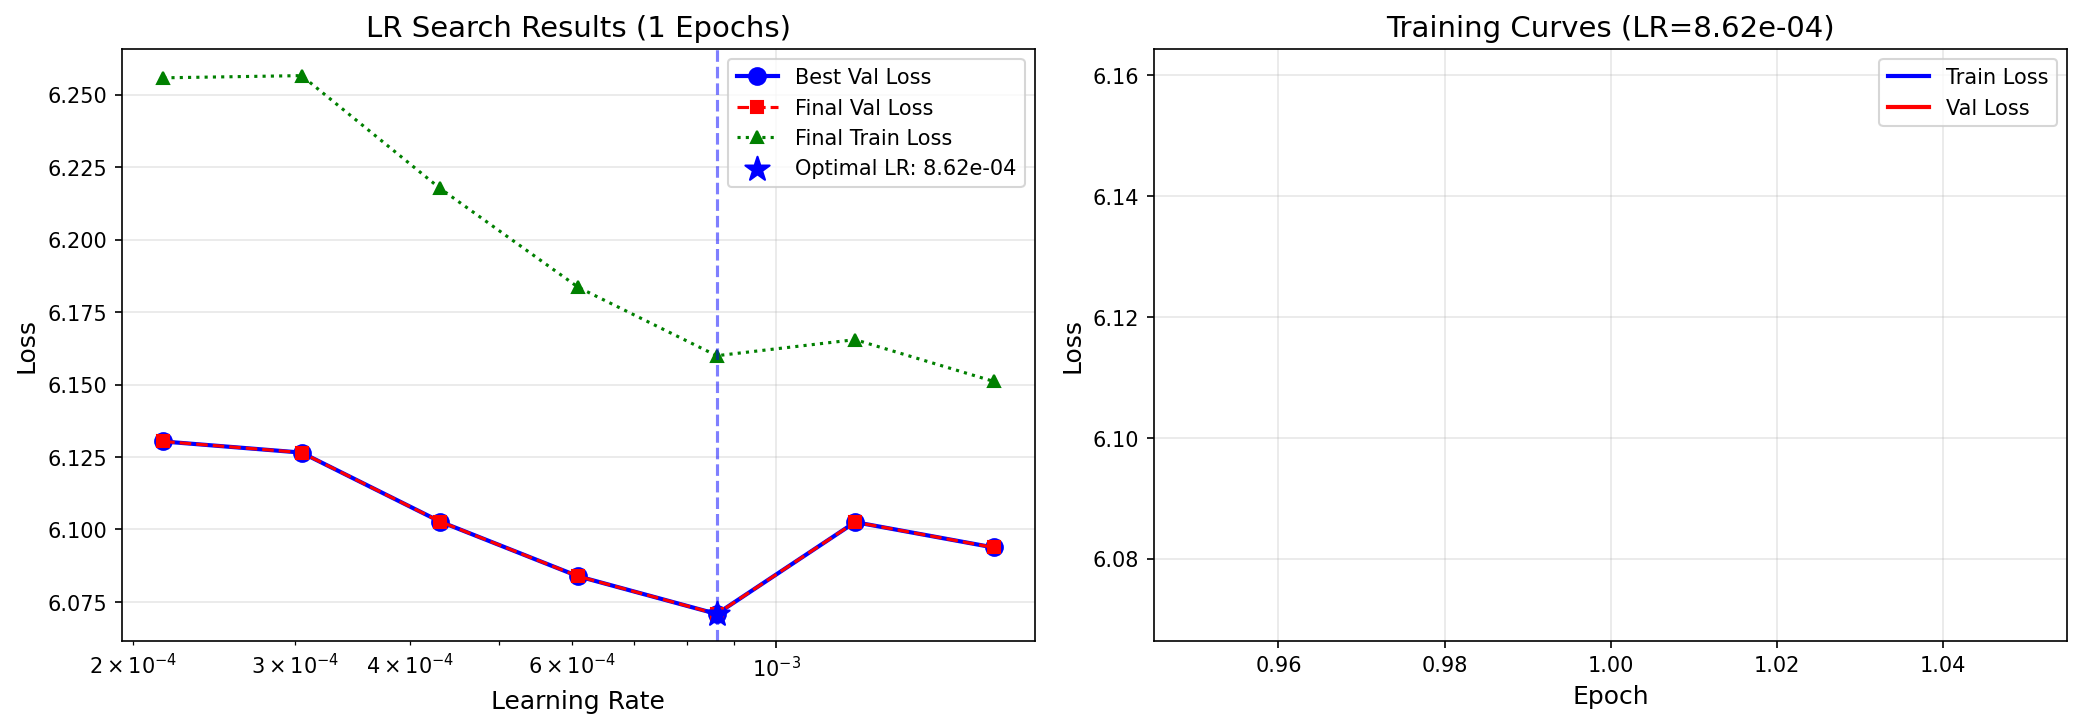 LR Search Results (1 Epochs)
6.250
6.225
6.200
6.175
6.150
6.125
6.100
6.075
Loss
Best Val Loss
Final Val Loss
Final Train Loss
Optimal LR: 8.62e-04
2 × 10⁻⁴ 3 × 10⁻⁴ 4 × 10⁻⁴ 6 × 10⁻⁴ 10⁻³
Learning Rate
Training Curves (LR=8.62e-04)
6.16
6.14
6.12
6.10
6.08
Loss
Train Loss
Val Loss
0.96 0.98 1.00 1.02 1.04
Epoch